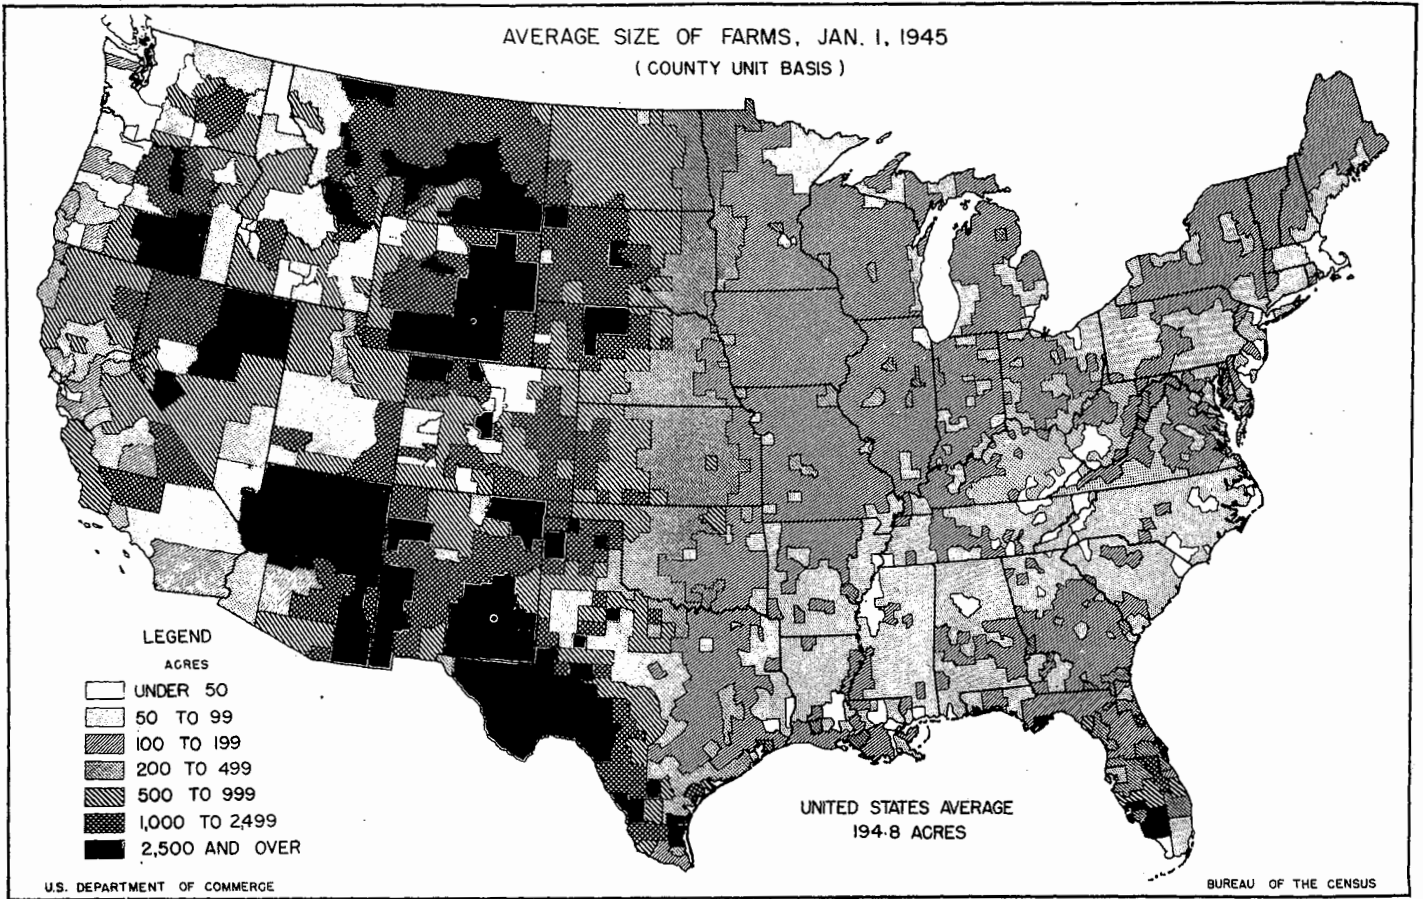 AVERAGE SIZE OF FARMS, JAN. 1, 1945
( COUNTY UNIT BASIS )
LEGEND
ACRES
UNDER 50
50 TO 99
100 TO 199
200 TO 499
500 TO 999
1,000 TO 2,499
2,500 AND OVER
UNITED STATES AVERAGE
194.8 ACRES
U.S. DEPARTMENT OF COMMERCE
BUREAU OF THE CENSUS